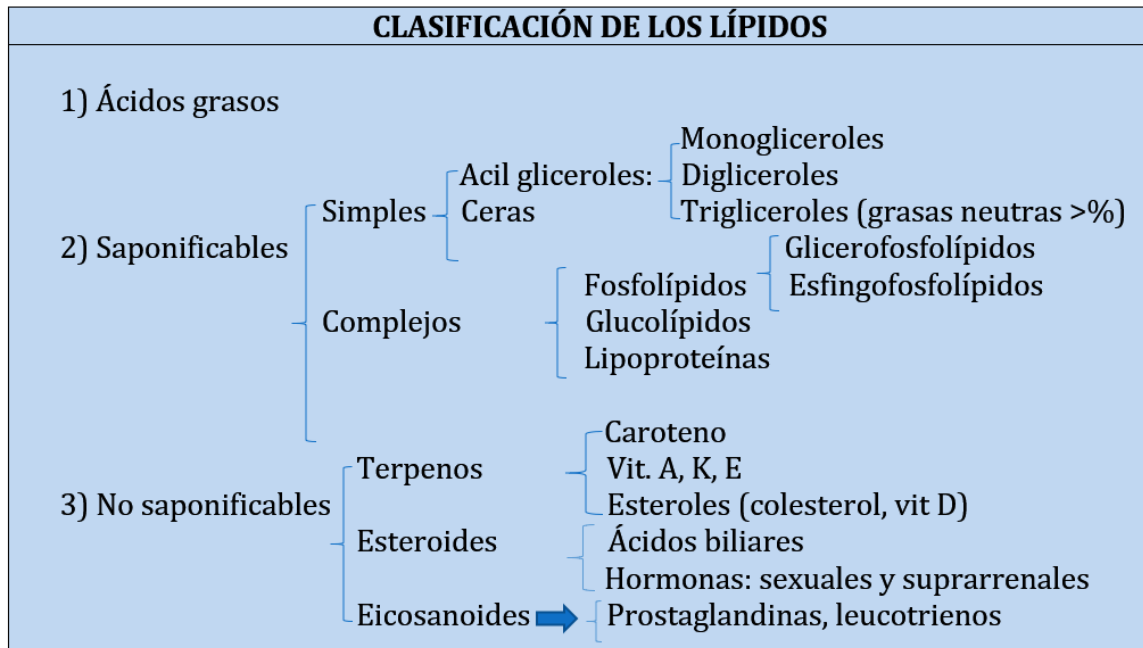 CLASIFICACIÓN DE LOS LÍPIDOS
1) Ácidos grasos
2) Saponificables
Simples
Acil gliceroles:
Monogliceroles
Digliceroles
Trigliceroles (grasas neutras >%)
Ceras
Complejos
Fosfolípidos
Glicerofosfolípidos
Esfingofosfolípidos
Glucolípidos
Lipoproteínas
3) No saponificables
Terpenos
Caroteno
Vit. A, K, E
Esteroles (colesterol, vit D)
Esteroides
Ácidos biliares
Hormonas: sexuales y suprarrenales
Eicosanoides
Prostaglandinas, leucotrienos